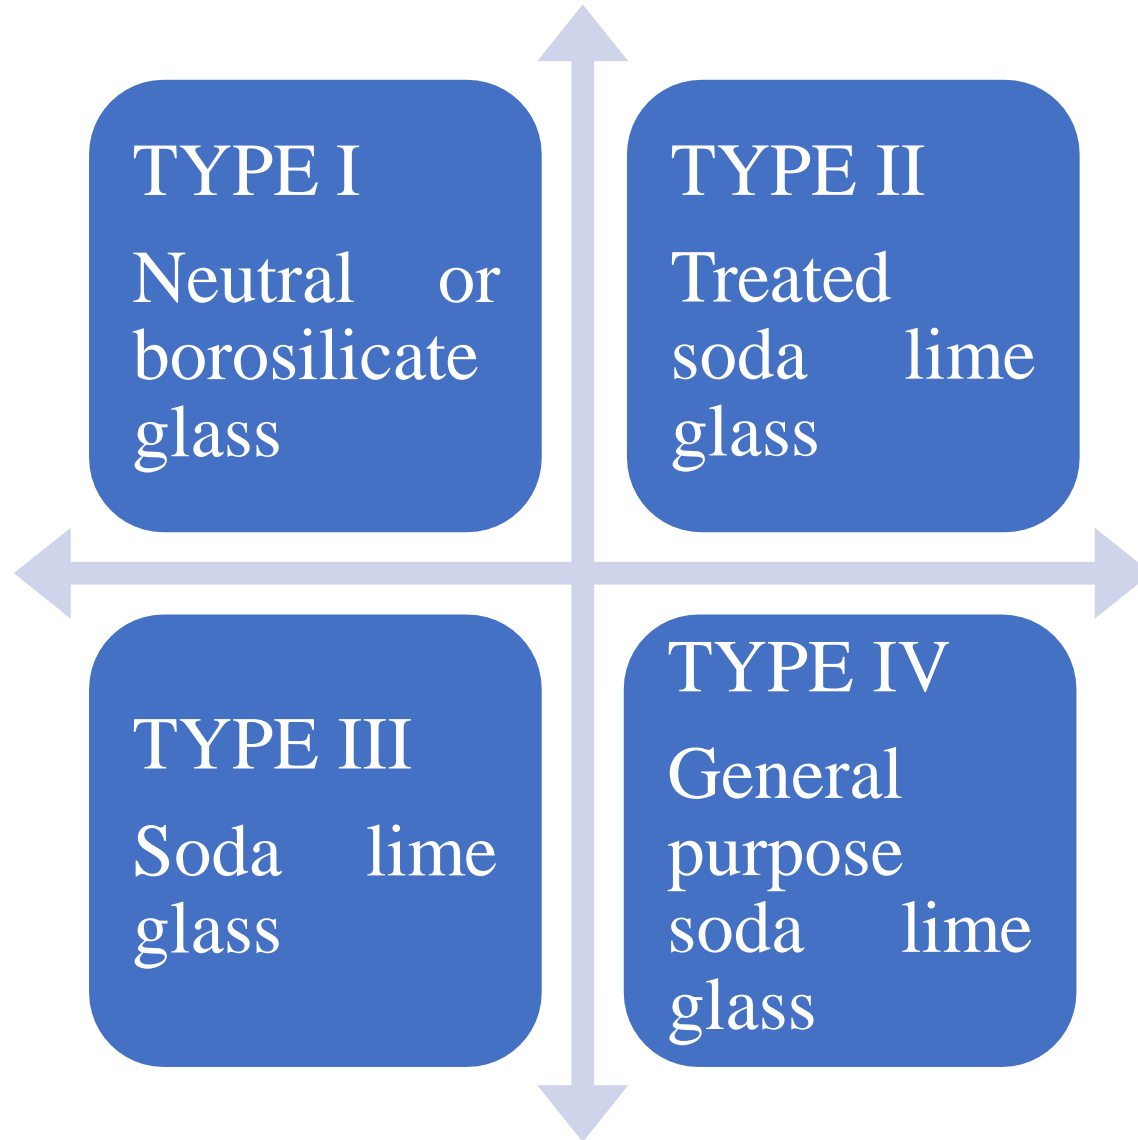 TYPE I
Neutral or
borosilicate
glass
TYPE II
Treated
soda lime
glass
TYPE III
Soda lime
glass
TYPE IV
General
purpose
soda lime
glass